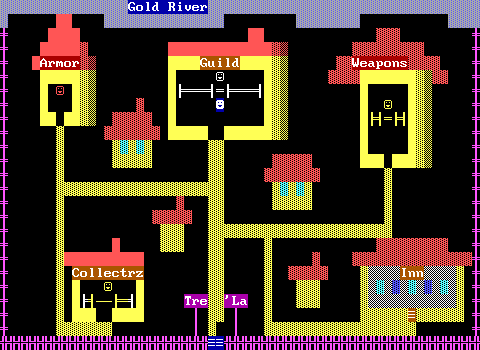 Gold River
Armor
Guild
Weapons
Collectrz
Inn
Tre 'La